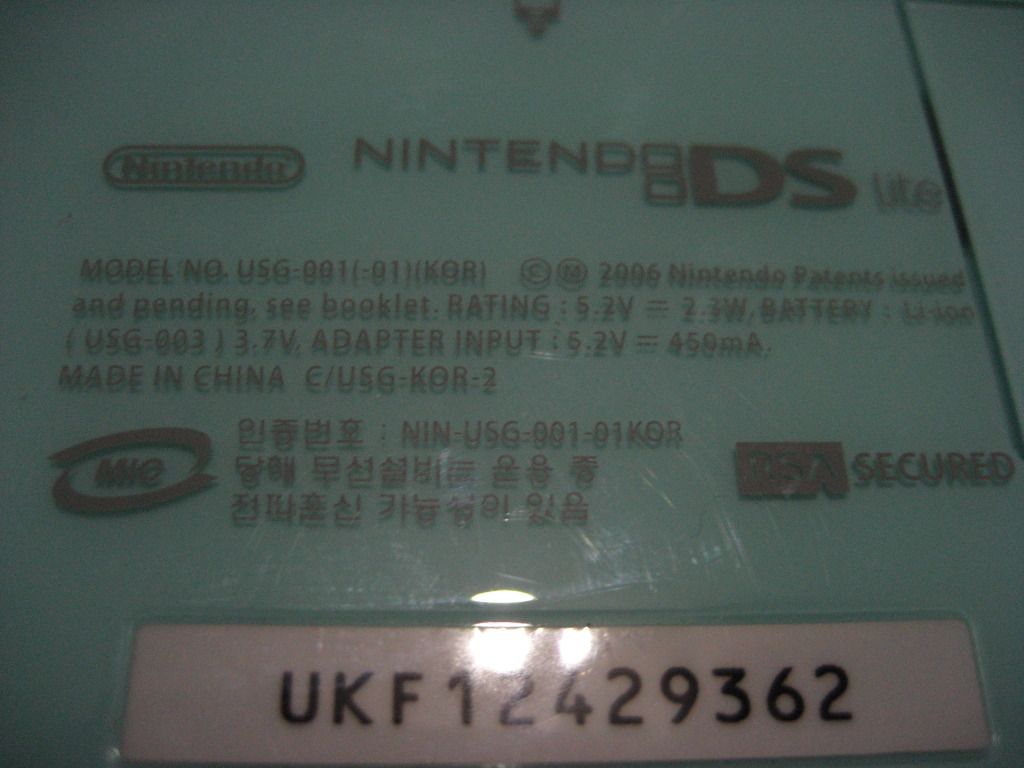 Nintendo NINTENDO DS Lite
MODEL NO. USG-001(-01)(KOR) ©Ⓜ 2006 Nintendo Patents issued
and pending, see booklet. RATING : 5.2V ⎓ 2.3W, BATTERY : Li-ion
( USG-003 ) 3.7V, ADAPTER INPUT : 5.2V ⎓ 450mA.
MADE IN CHINA C/USG-KOR-2
MIC
인증번호 : NIN-USG-001-01KOR
당해 무선설비는 운용 중
전파혼신 가능성이 있음
RSA SECURED
UKF12429362